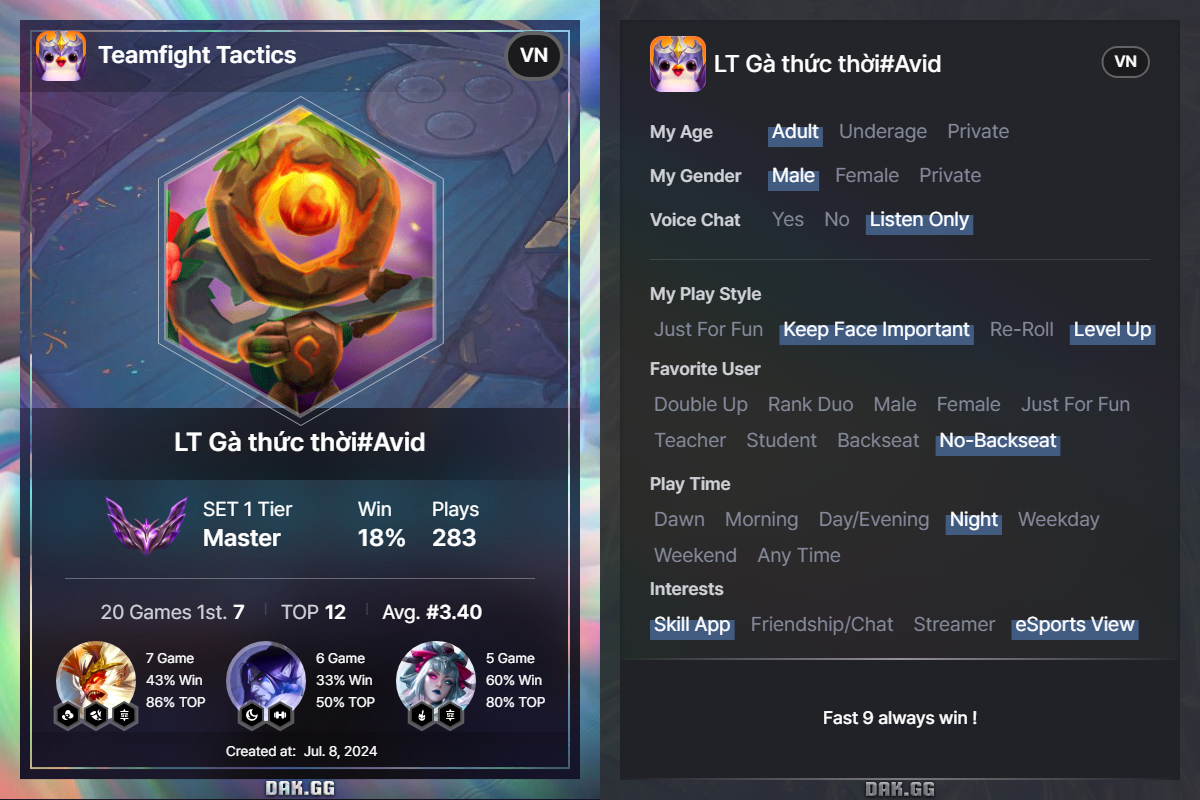 Teamfight Tactics
VN
LT Gà thức thời#Avid
SET 1 Tier Win Plays
Master 18% 283
20 Games 1st. 7 TOP 12 Avg. #3.40
7 Game
43% Win
86% TOP
6 Game
33% Win
50% TOP
5 Game
60% Win
80% TOP
Created at: Jul. 8, 2024
DAK.GG
LT Gà thức thời#Avid
VN
My Age Adult Underage Private
My Gender Male Female Private
Voice Chat Yes No Listen Only
My Play Style
Just For Fun Keep Face Important Re-Roll Level Up
Favorite User
Double Up Rank Duo Male Female Just For Fun
Teacher Student Backseat No-Backseat
Play Time
Dawn Morning Day/Evening Night Weekday
Weekend Any Time
Interests
Skill App Friendship/Chat Streamer eSports View
Fast 9 always win !
DAK.GG